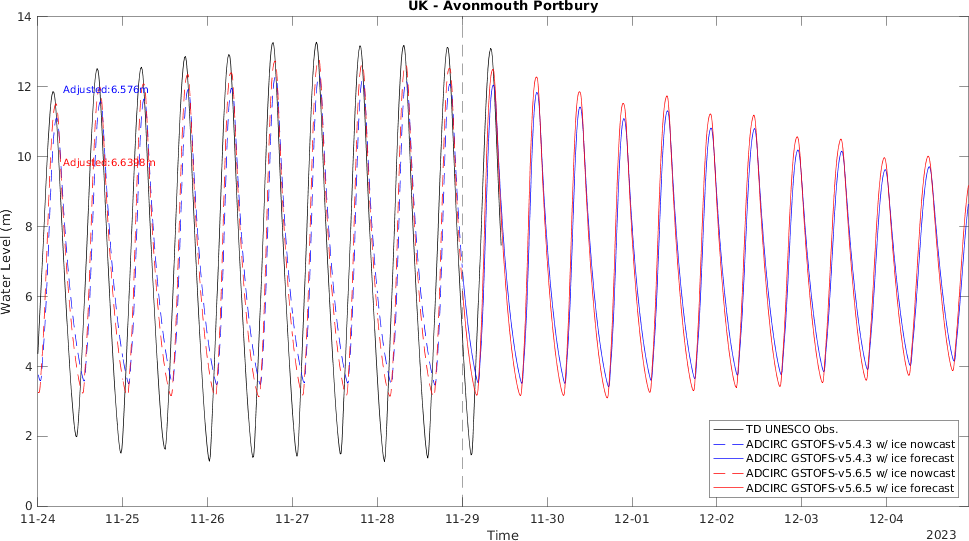 UK - Avonmouth Portbury
Water Level (m)
14
12
10
8
6
4
2
0
Adjusted:6.576m
Adjusted:6.6398m
TD UNESCO Obs.
ADCIRC GSTOFS-v5.4.3 w/ ice nowcast
ADCIRC GSTOFS-v5.4.3 w/ ice forecast
ADCIRC GSTOFS-v5.6.5 w/ ice nowcast
ADCIRC GSTOFS-v5.6.5 w/ ice forecast
11-24 11-25 11-26 11-27 11-28 11-29 11-30 12-01 12-02 12-03 12-04
Time
2023